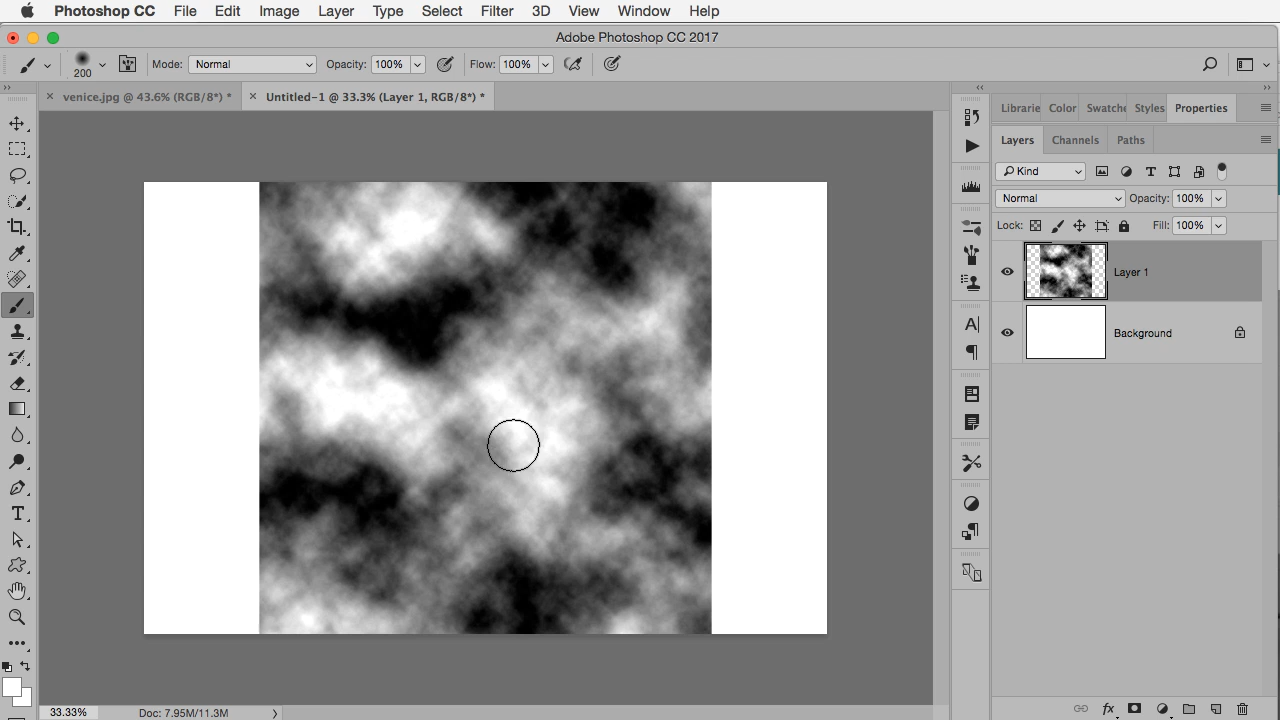 Photoshop CC File Edit Image Layer Type Select Filter 3D View Window Help
Adobe Photoshop CC 2017
200 Mode: Normal Opacity: 100% Flow: 100%
× venice.jpg @ 43.6% (RGB/8*) * × Untitled-1 @ 33.3% (Layer 1, RGB/8*) *
Librarie Color Swatche Styles Properties
Layers Channels Paths
Kind
Normal Opacity: 100%
Lock: Fill: 100%
Layer 1
Background
33.33% Doc: 7.95M/11.3M